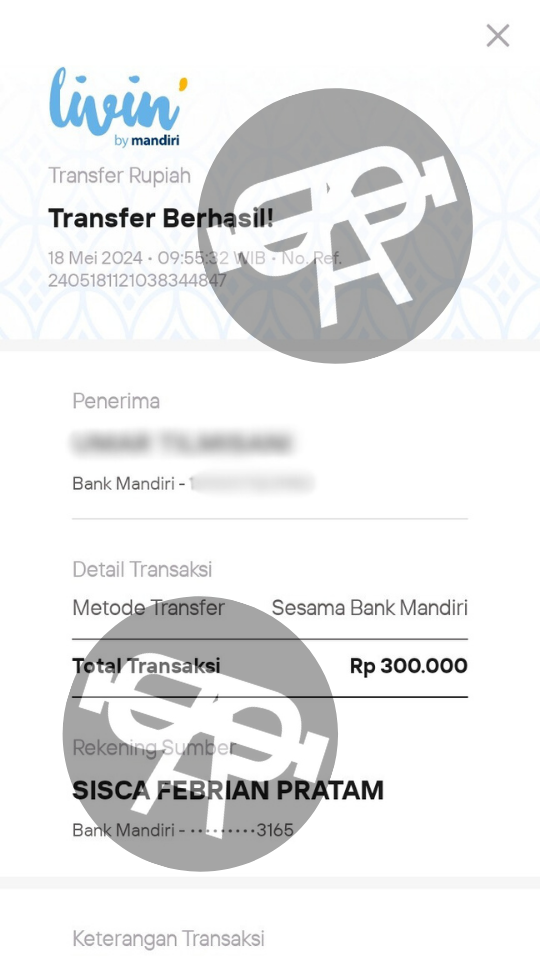 livin'
by mandiri
Transfer Rupiah
Transfer Berhasil!
18 Mei 2024 • 09:55:32 WIB • No. Ref.
2405181121038344847
Penerima
Bank Mandiri -
Detail Transaksi
Metode Transfer Sesama Bank Mandiri
Total Transaksi Rp 300.000
Rekening Sumber
SISCA FEBRIAN PRATAM
Bank Mandiri - •••••••••3165
Keterangan Transaksi